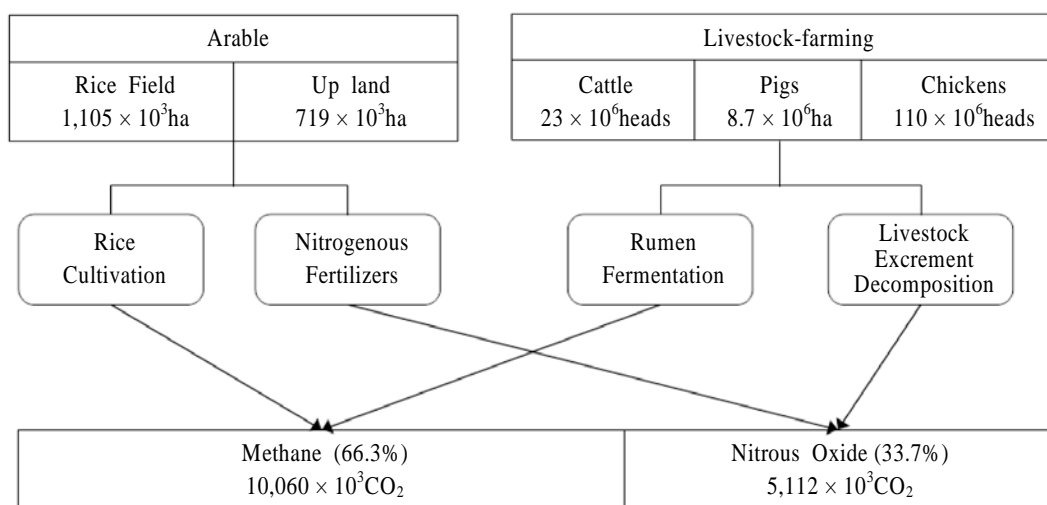 Arable
Rice Field
1,105 × 10³ha
Up land
719 × 10³ha
Livestock-farming
Cattle
23 × 10⁶heads
Pigs
8.7 × 10⁶ha
Chickens
110 × 10⁶heads
Rice
Cultivation
Nitrogenous
Fertilizers
Rumen
Fermentation
Livestock
Excrement
Decomposition
Methane (66.3%)
10,060 × 10³CO₂
Nitrous Oxide (33.7%)
5,112 × 10³CO₂